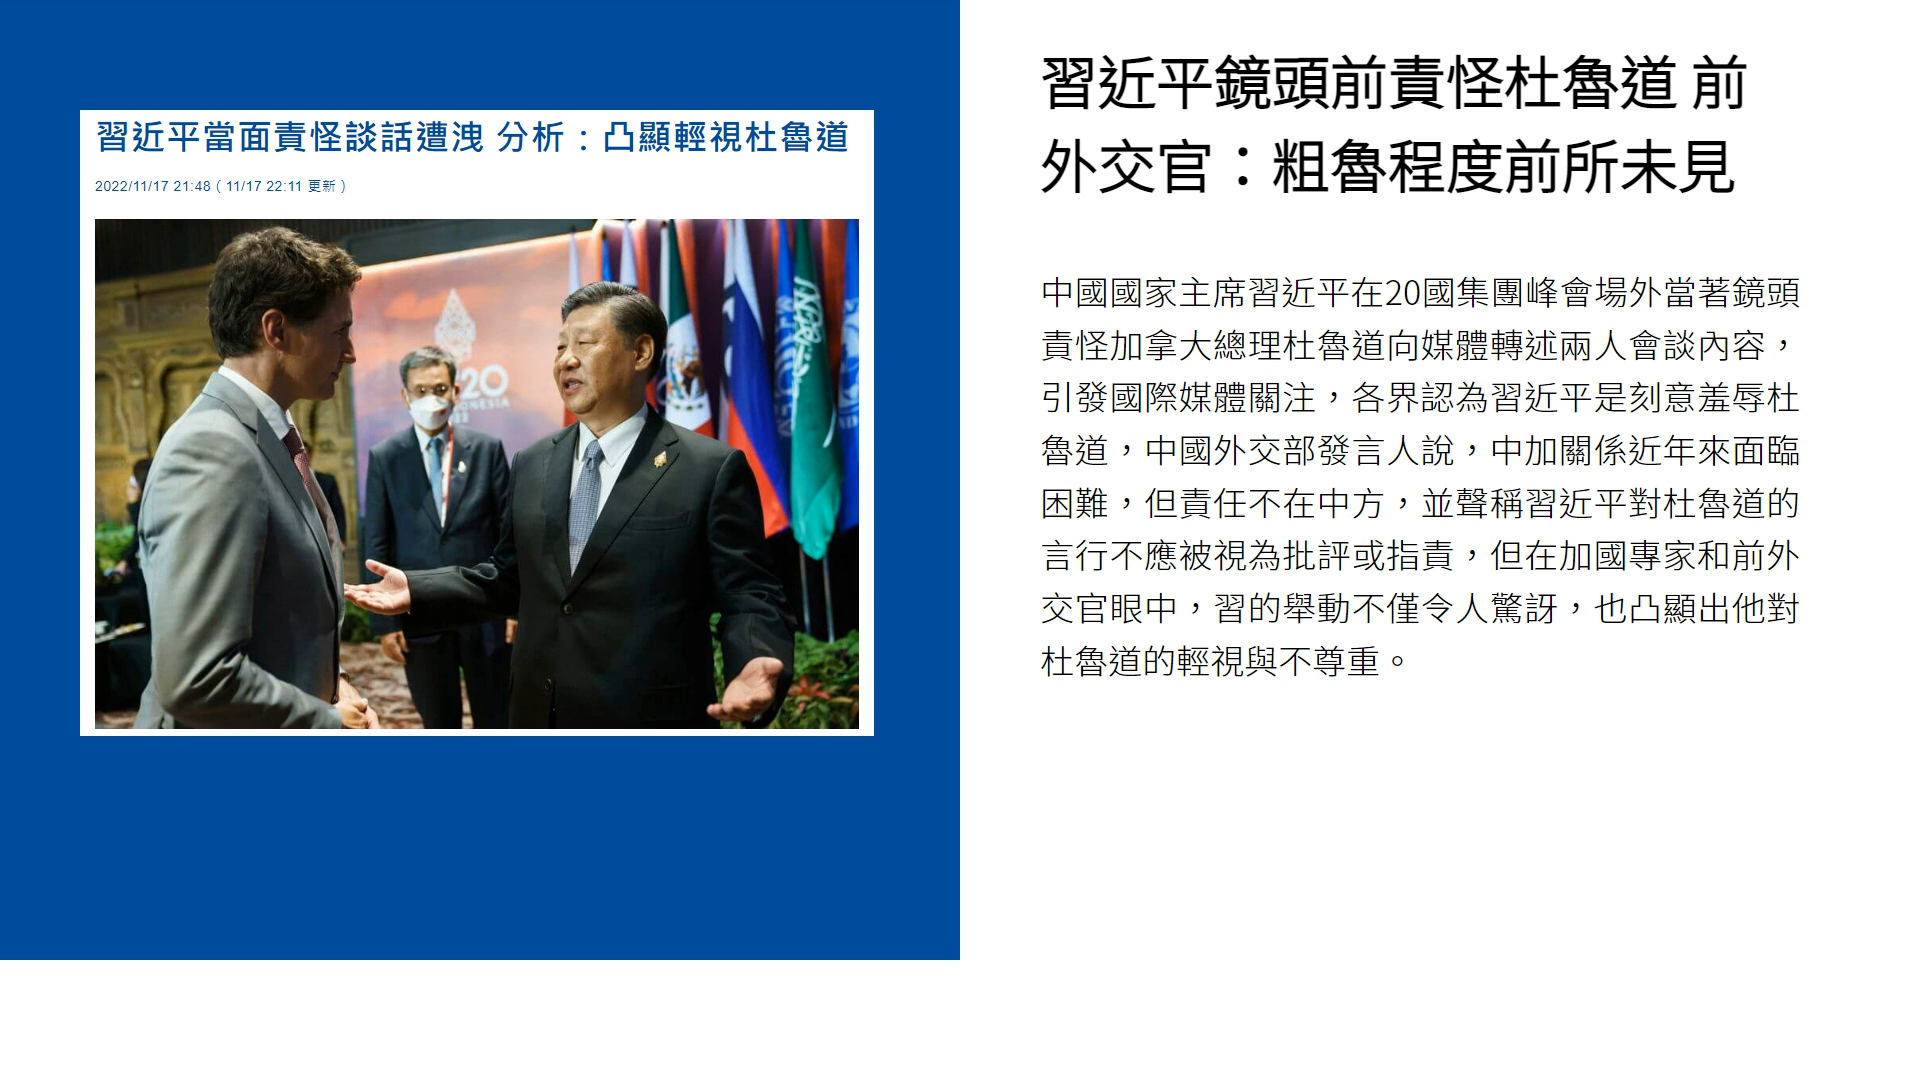 習近平當面責怪談話遭洩 分析：凸顯輕視杜魯道
2022/11/17 21:48（11/17 22:11 更新）
20
ONESIA
習近平鏡頭前責怪杜魯道 前
外交官：粗魯程度前所未見
中國國家主席習近平在20國集團峰會場外當著鏡頭
責怪加拿大總理杜魯道向媒體轉述兩人會談內容，
引發國際媒體關注，各界認為習近平是刻意羞辱杜
魯道，中國外交部發言人說，中加關係近年來面臨
困難，但責任不在中方，並聲稱習近平對杜魯道的
言行不應被視為批評或指責，但在加國專家和前外
交官眼中，習的舉動不僅令人驚訝，也凸顯出他對
杜魯道的輕視與不尊重。